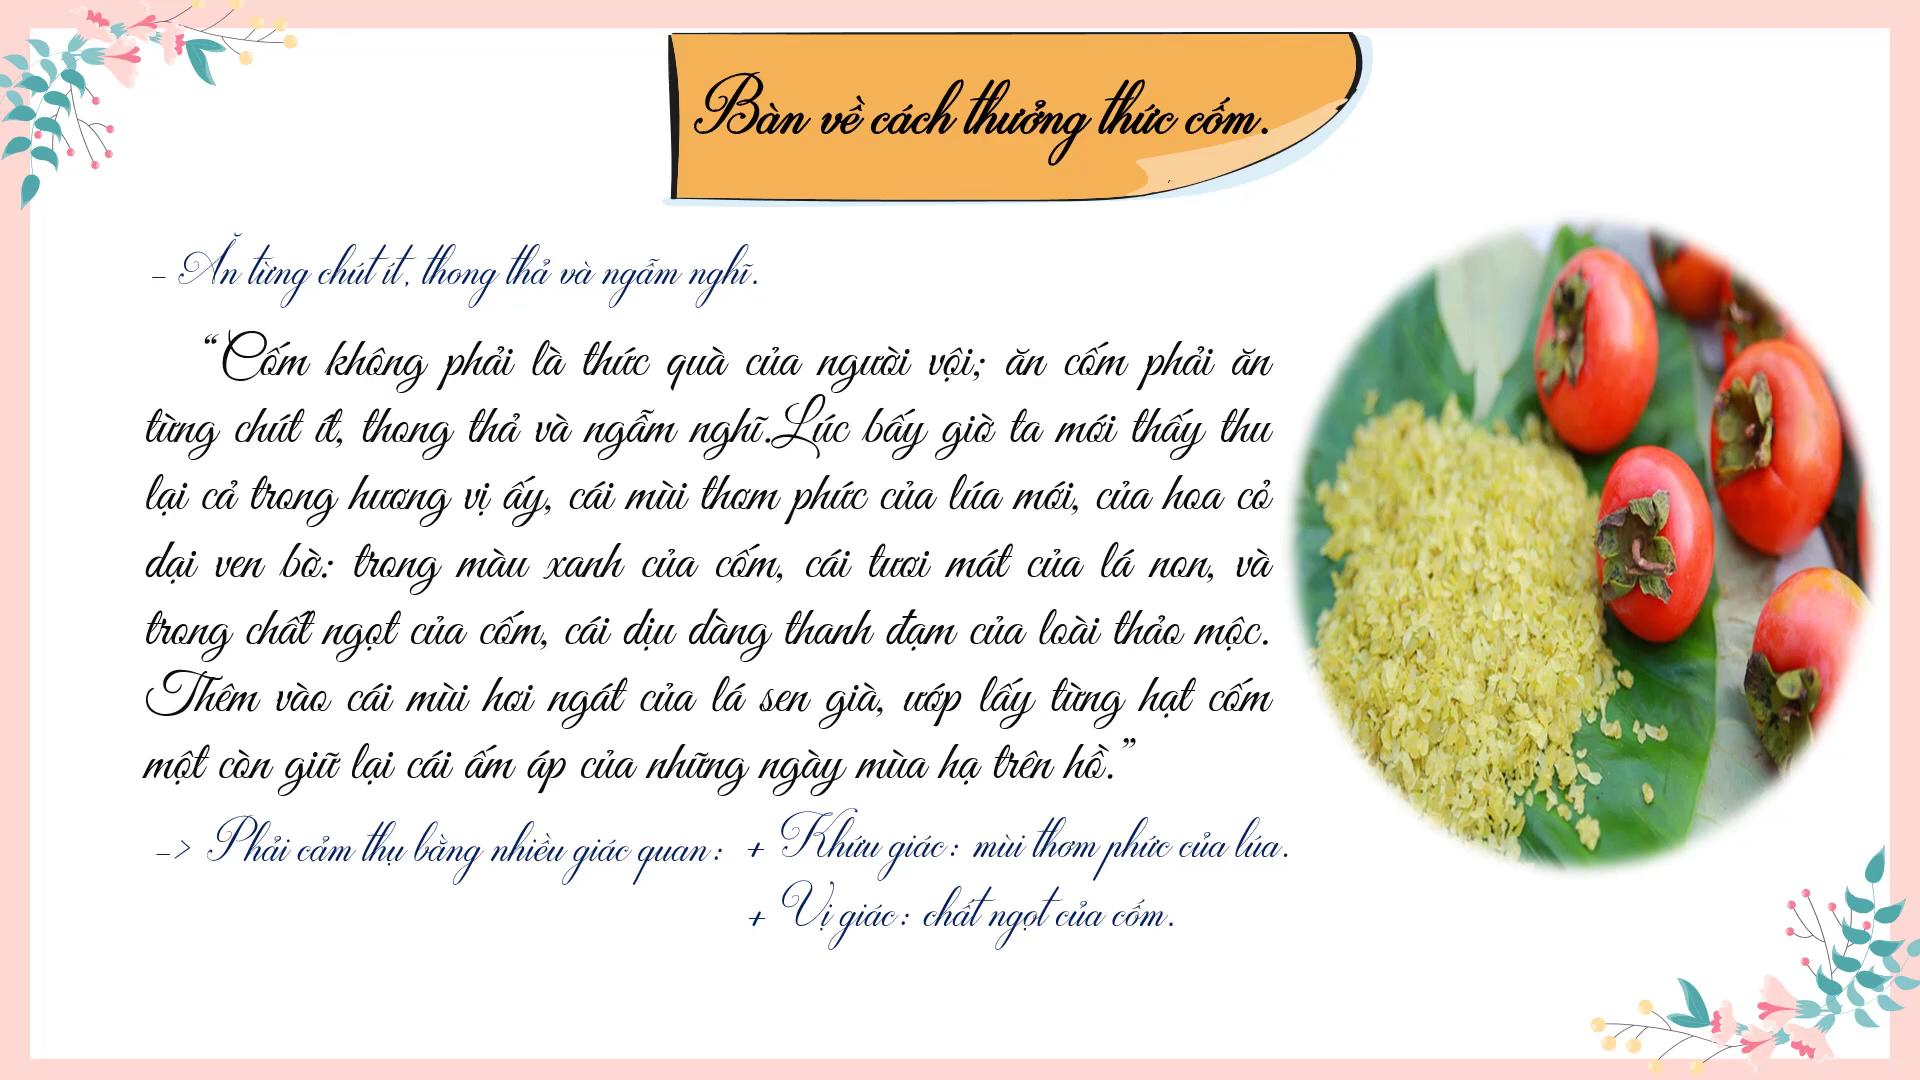 Bàn về cách thưởng thức cốm.
- Ăn từng chút ít, thong thả và ngẫm nghĩ.
“Cốm không phải là thức quà của người vội; ăn cốm phải ăn
từng chút ít, thong thả và ngẫm nghĩ.Lúc bấy giờ ta mới thấy thu
lại cả trong hương vị ấy, cái mùi thơm phức của lúa mới, của hoa cỏ
dại ven bờ: trong màu xanh của cốm, cái tươi mát của lá non, và
trong chất ngọt của cốm, cái dịu dàng thanh đạm của loài thảo mộc.
Thêm vào cái mùi hơi ngát của lá sen già, ướp lấy từng hạt cốm
một còn giữ lại cái ấm áp của những ngày mùa hạ trên hồ.”
-> Phải cảm thụ bằng nhiều giác quan: + Khứu giác: mùi thơm phức của lúa.
+ Vị giác: chất ngọt của cốm.